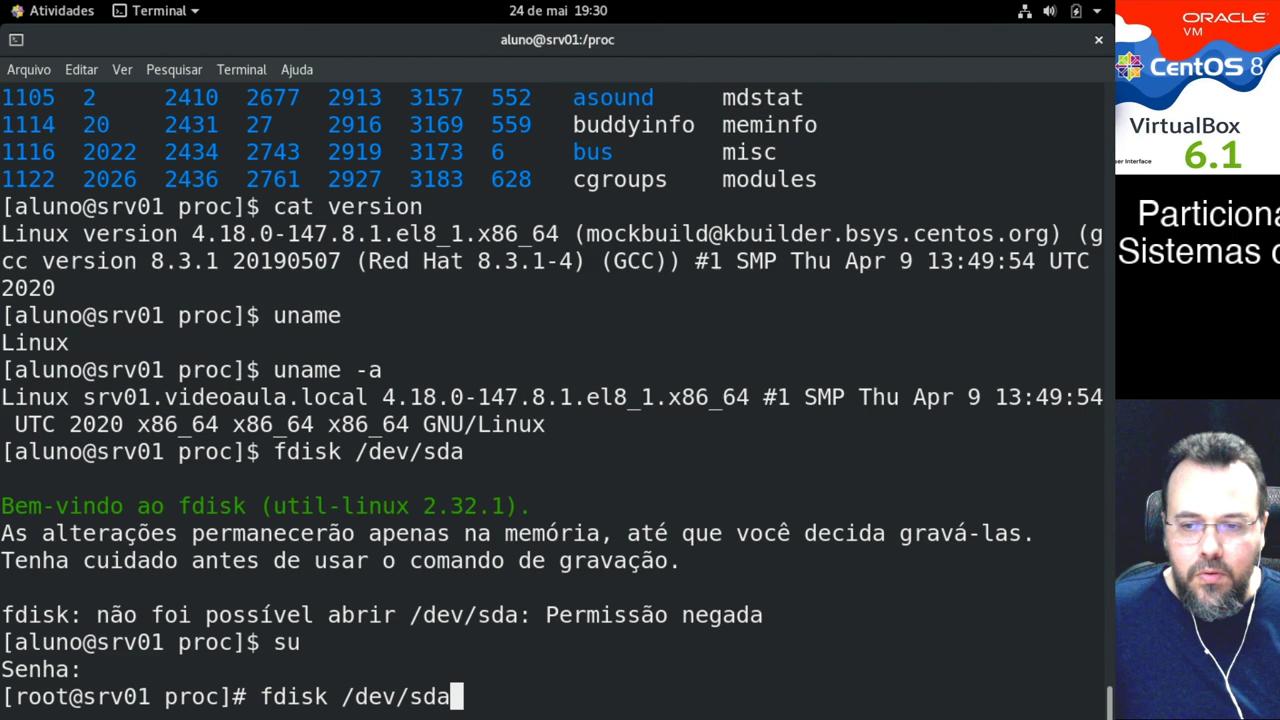 Atividades Terminal 24 de mai 19:30
aluno@srv01:/proc ×
Arquivo Editar Ver Pesquisar Terminal Ajuda
1105 2 2410 2677 2913 3157 552 asound mdstat
1114 20 2431 27 2916 3169 559 buddyinfo meminfo
1116 2022 2434 2743 2919 3173 6 bus misc
1122 2026 2436 2761 2927 3183 628 cgroups modules
[aluno@srv01 proc]$ cat version
Linux version 4.18.0-147.8.1.el8_1.x86_64 (mockbuild@kbuilder.bsys.centos.org) (g
cc version 8.3.1 20190507 (Red Hat 8.3.1-4) (GCC)) #1 SMP Thu Apr 9 13:49:54 UTC
2020
[aluno@srv01 proc]$ uname
Linux
[aluno@srv01 proc]$ uname -a
Linux srv01.videoaula.local 4.18.0-147.8.1.el8_1.x86_64 #1 SMP Thu Apr 9 13:49:54
UTC 2020 x86_64 x86_64 x86_64 GNU/Linux
[aluno@srv01 proc]$ fdisk /dev/sda
Bem-vindo ao fdisk (util-linux 2.32.1).
As alterações permanecerão apenas na memória, até que você decida gravá-las.
Tenha cuidado antes de usar o comando de gravação.
fdisk: não foi possível abrir /dev/sda: Permissão negada
[aluno@srv01 proc]$ su
Senha:
[root@srv01 proc]# fdisk /dev/sda
ORACLE
VM
CentOS 8
VirtualBox
er Interface 6.1
Particiona
Sistemas